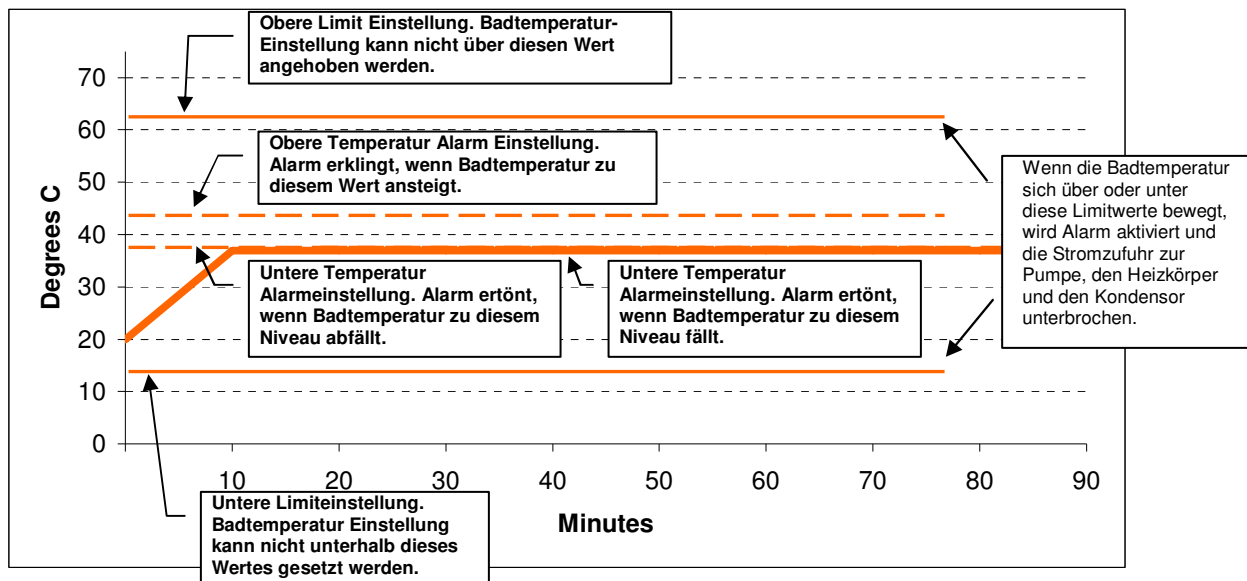 Obere Limit Einstellung. Badtemperatur-
Einstellung kann nicht über diesen Wert
angehoben werden.
70
60
50
40
30
20
10
0
Degrees C
Obere Temperatur Alarm Einstellung.
Alarm erklingt, wenn Badtemperatur zu
diesem Wert ansteigt.
Wenn die Badtemperatur
sich über oder unter
diese Limitwerte bewegt,
wird Alarm aktiviert und
die Stromzufuhr zur
Pumpe, den Heizkörper
und den Kondensor
unterbrochen.
Untere Temperatur
Alarmeinstellung. Alarm ertönt,
wenn Badtemperatur zu diesem
Niveau abfällt.
Untere Temperatur
Alarmeinstellung. Alarm ertönt,
wenn Badtemperatur zu diesem
Niveau fällt.
10 20 30 40 50 60 70 80 90
Minutes
Untere Limiteinstellung.
Badtemperatur Einstellung
kann nicht unterhalb dieses
Wertes gesetzt werden.